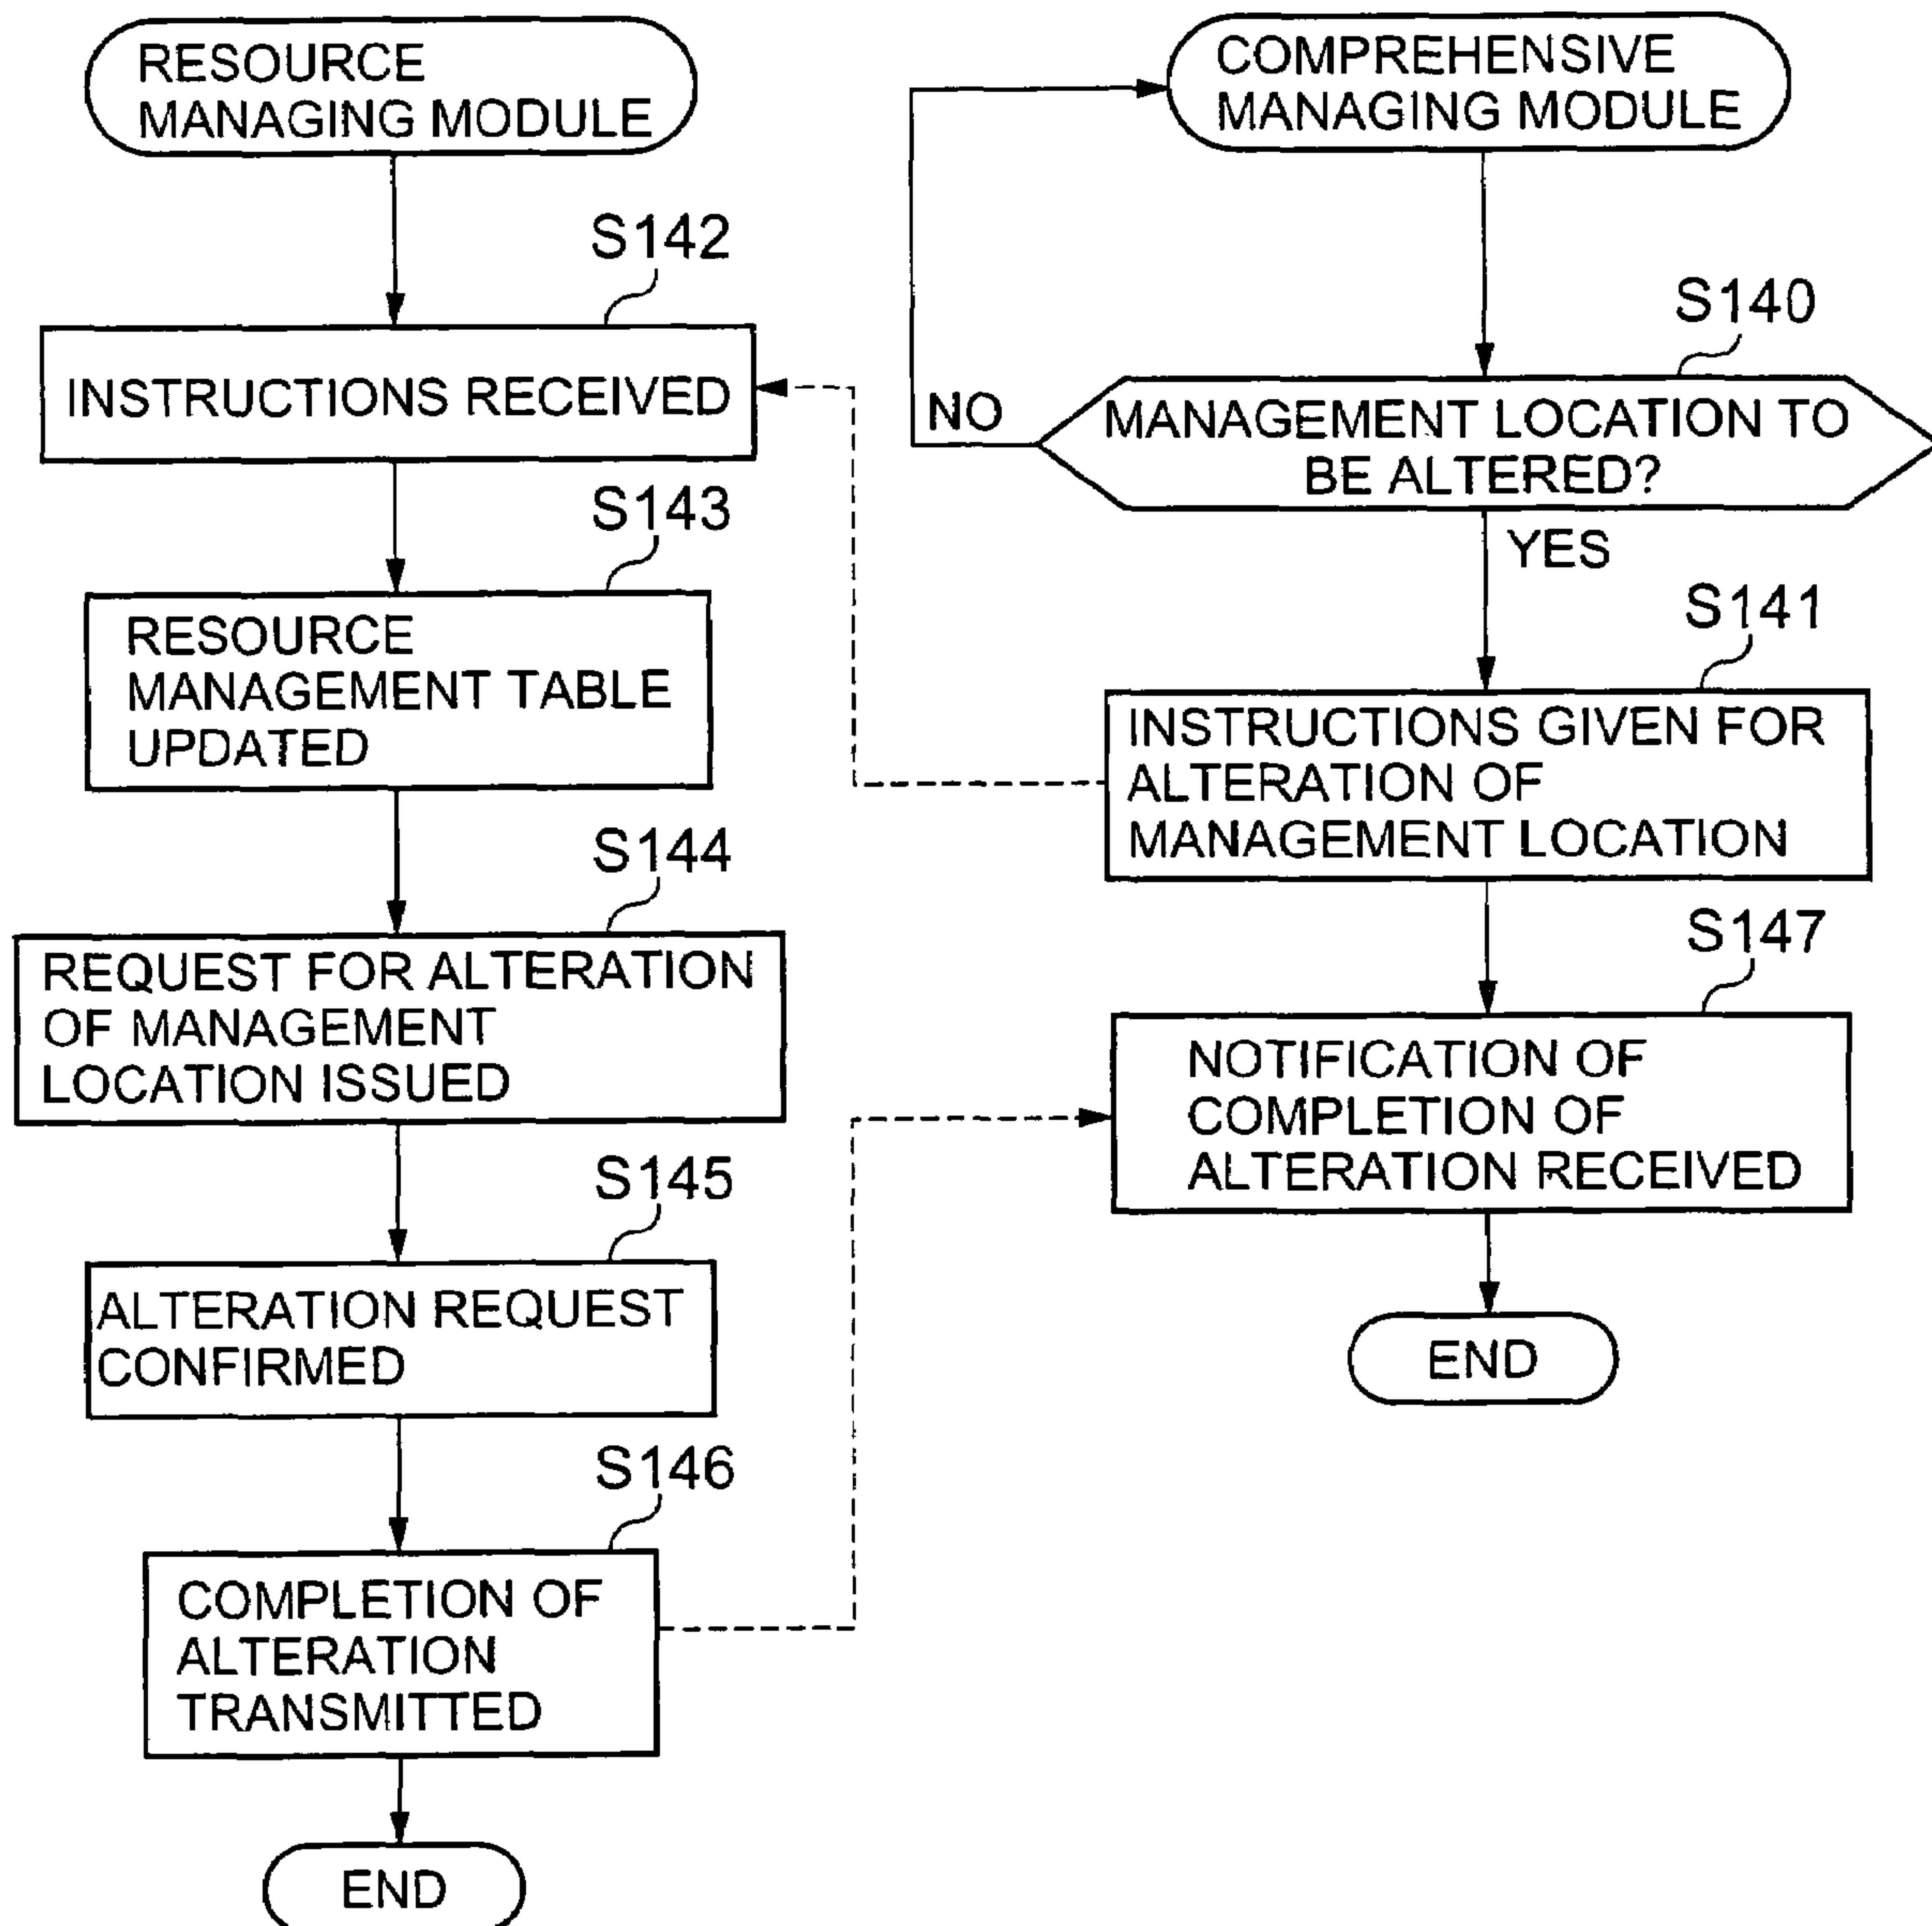 RESOURCE
MANAGING MODULE
S142
INSTRUCTIONS RECEIVED
S143
RESOURCE
MANAGEMENT TABLE
UPDATED
S144
REQUEST FOR ALTERATION
OF MANAGEMENT
LOCATION ISSUED
S145
ALTERATION REQUEST
CONFIRMED
S146
COMPLETION OF
ALTERATION
TRANSMITTED
END
COMPREHENSIVE
MANAGING MODULE
S140
NO
MANAGEMENT LOCATION TO
BE ALTERED?
YES
S141
INSTRUCTIONS GIVEN FOR
ALTERATION OF
MANAGEMENT LOCATION
S147
NOTIFICATION OF
COMPLETION OF
ALTERATION RECEIVED
END